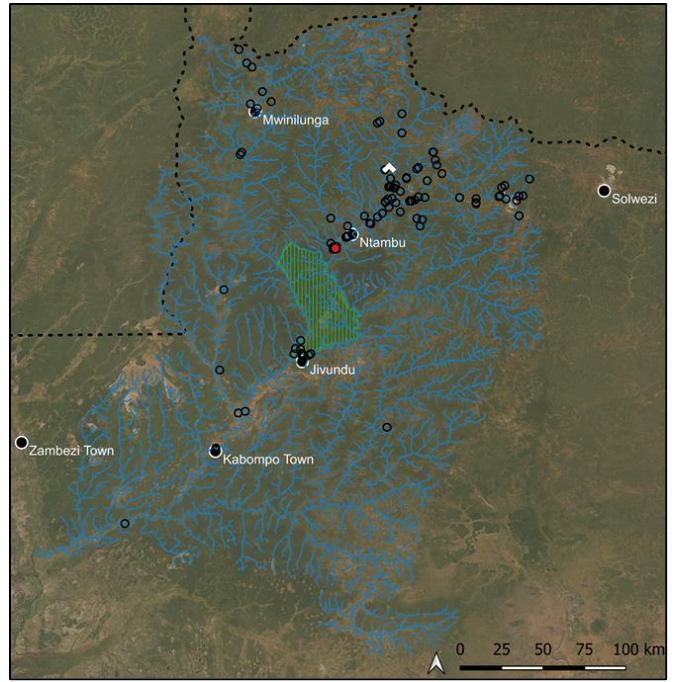 Mwinilunga
Solwezi
Ntambu
Jivundu
Zambezi Town
Kabompo Town
0 25 50 75 100 km